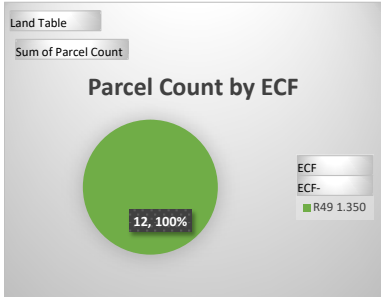 Land Table
Sum of Parcel Count
Parcel Count by ECF
12, 100%
ECF
ECF-
R49 1.350